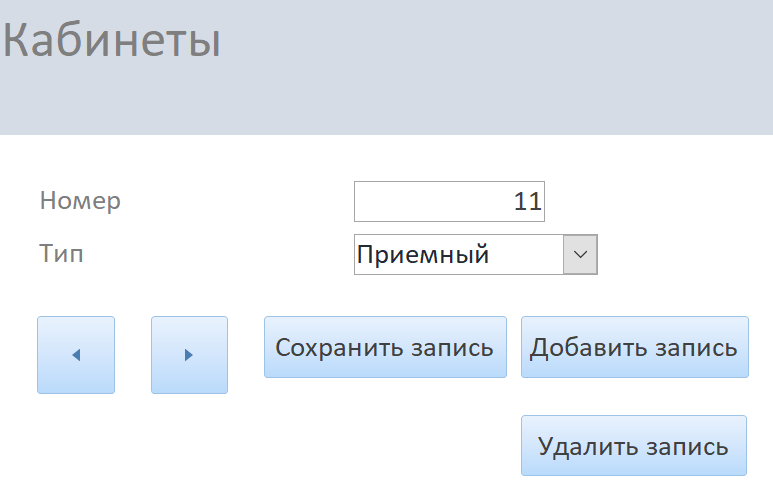 Кабинеты
Номер 11
Тип Приемный
Сохранить запись Добавить запись
Удалить запись